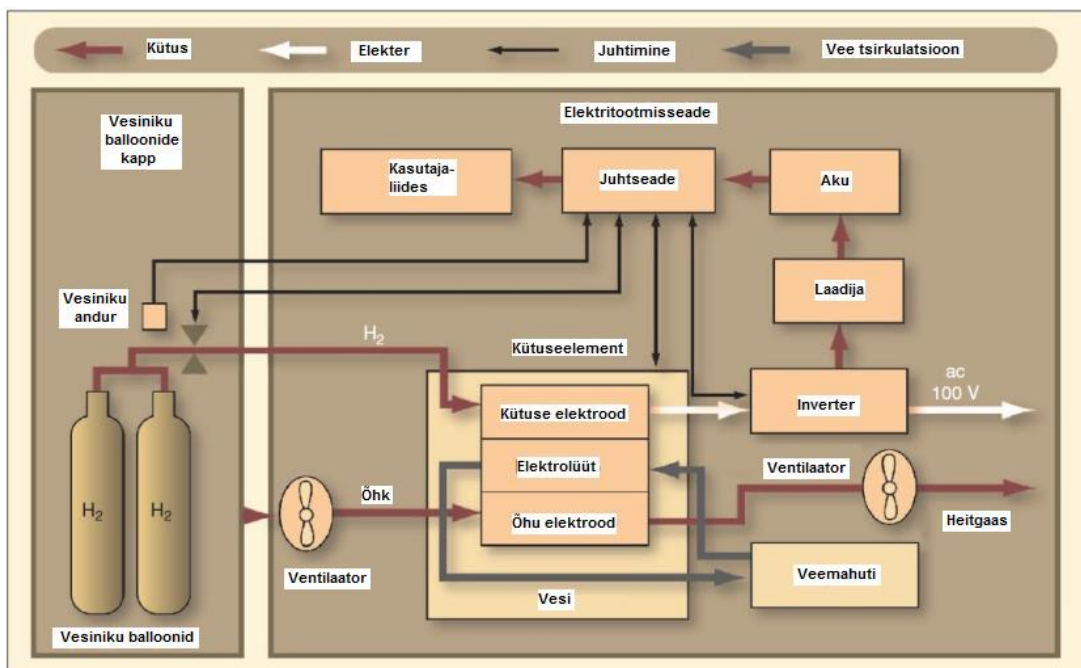 Kütus
Elekter
Juhtimine
Vee tsirkulatsioon
Vesiniku
balloonide
kapp
Elektritootmisseade
Kasutaja-
liides
Juhtseade
Aku
Vesiniku
andur
Laadija
H2
Kütuseelement
ac
100 V
Kütuse elektrood
Inverter
Elektrolüüt
Ventilaator
Õhk
Õhu elektrood
H2
H2
Heitgaas
Ventilaator
Veemahuti
Vesi
Vesiniku balloonid